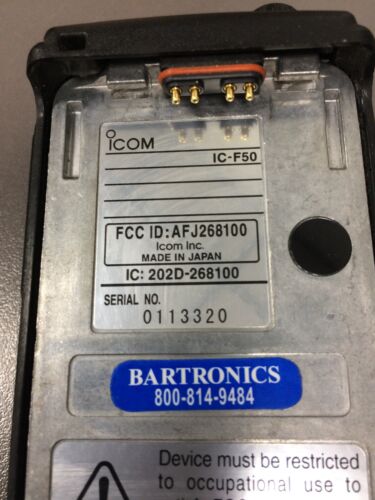 ICOM
IC-F50
FCC ID: AFJ268100
Icom Inc.
MADE IN JAPAN
IC: 202D-268100
SERIAL NO.
0113320
BARTRONICS
800-814-9484
Device must be restricted
to occupational use to